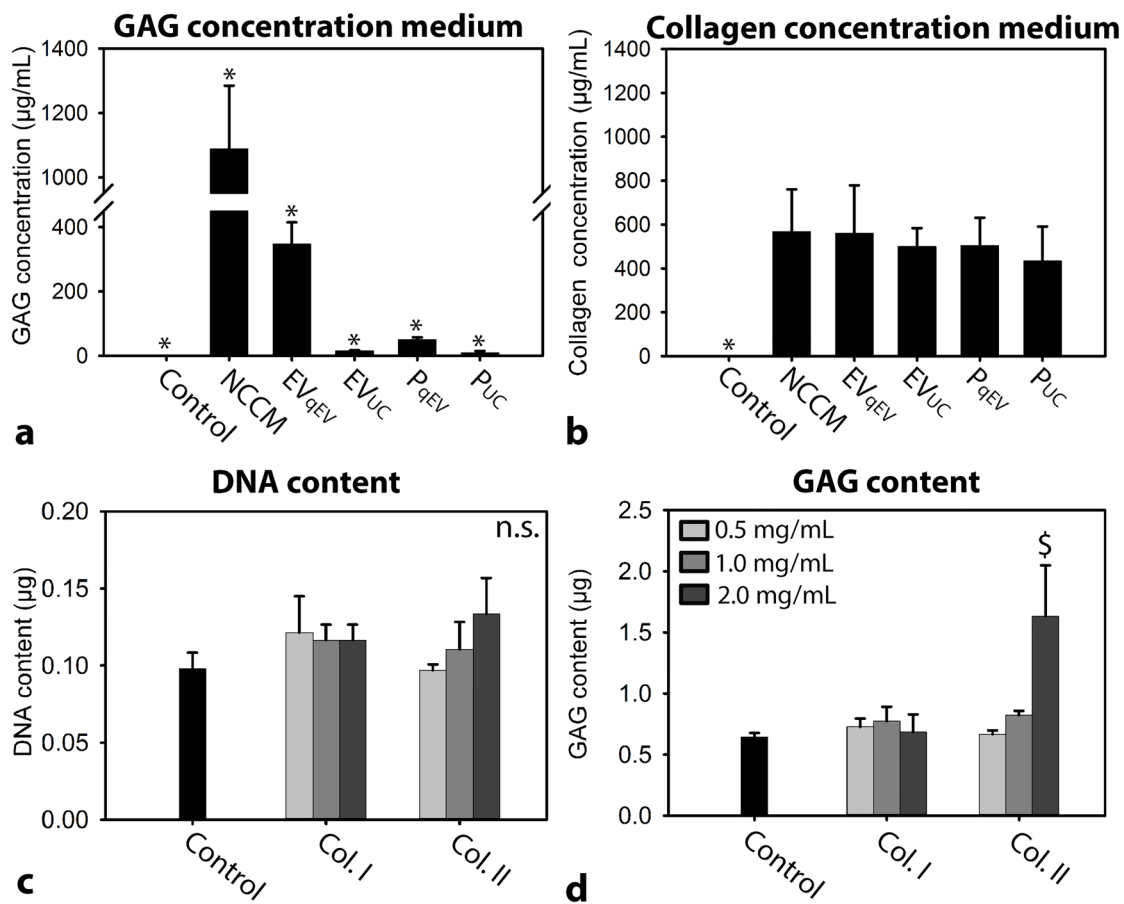 GAG concentration medium
GAG concentration (μg/mL)
1400
1200
1000
400
200
0
*
*
*
*
*
*
Control
NCCM
EVqEV
EVUC
PqEV
PUC
a
Collagen concentration medium
Collagen concentration (μg/mL)
1400
1200
1000
800
600
400
200
0
*
Control
NCCM
EVqEV
EVUC
PqEV
PUC
b
DNA content
DNA content (μg)
0.20
0.15
0.10
0.05
0.00
n.s.
Control
Col. I
Col. II
c
GAG content
GAG content (μg)
2.5
2.0
1.5
1.0
0.5
0.0
0.5 mg/mL
1.0 mg/mL
2.0 mg/mL
$
Control
Col. I
Col. II
d